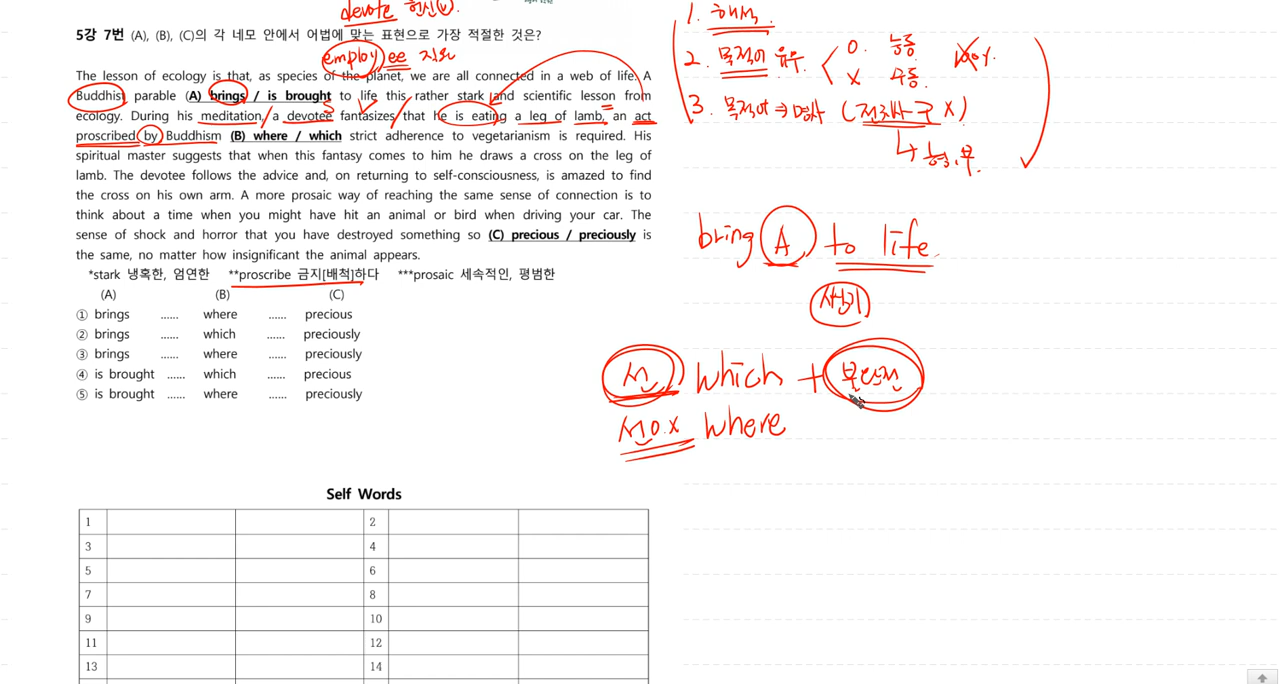 devote 헌신V.
5강 7번 (A), (B), (C)의 각 네모 안에서 어법에 맞는 표현으로 가장 적절한 것은?
employ ee
The lesson of ecology is that, as species of the planet, we are all connected in a web of life. A
Buddhist parable (A) brings / is brought to life this rather stark and scientific lesson from
ecology. During his meditation, a devotee fantasizes that he is eating a leg of lamb, an act
proscribed by Buddhism (B) where / which strict adherence to vegetarianism is required. His
spiritual master suggests that when this fantasy comes to him he draws a cross on the leg of
lamb. The devotee follows the advice and, on returning to self-consciousness, is amazed to find
the cross on his own arm. A more prosaic way of reaching the same sense of connection is to
think about a time when you might have hit an animal or bird when driving your car. The
sense of shock and horror that you have destroyed something so (C) precious / preciously is
the same, no matter how insignificant the animal appears.
*stark 냉혹한, 엄연한 **proscribe 금지[배척]하다 ***prosaic 세속적인, 평범한
(A) (B) (C)
① brings ...... where ...... precious
② brings ...... which ...... preciously
③ brings ...... where ...... preciously
④ is brought ...... which ...... precious
⑤ is brought ...... where ...... preciously
Self Words
1 2
3 4
5 6
7 8
9 10
11 12
13 14
1. 해석.
2. 목적어 유무 O. 능동
X 수동
3. 목적어 → 명사 (전치사구 X)
↳ 형.부.
bring A to life.
선 which + 불완전
선O.X where